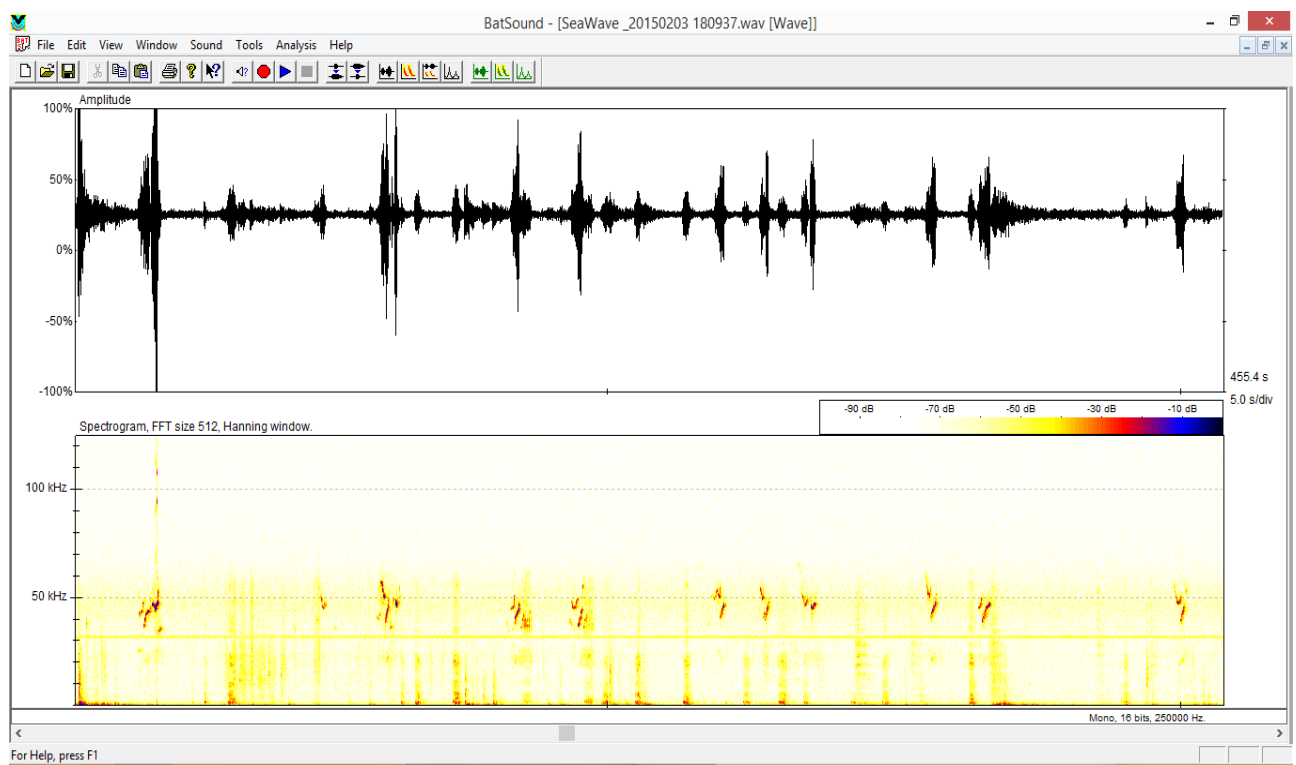 BatSound - [SeaWave _20150203 180937.wav [Wave]]
File Edit View Window Sound Tools Analysis Help
Amplitude
100%
50%
0%
-50%
-100%
455.4 s
5.0 s/div
-90 dB -70 dB -50 dB -30 dB -10 dB
Spectrogram, FFT size 512, Hanning window.
100 kHz
50 kHz
Mono, 16 bits, 250000 Hz.
For Help, press F1